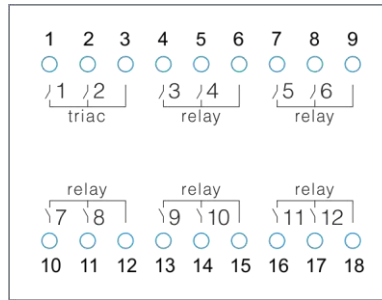 1 2 3 4 5 6 7 8 9
1 2 3 4 5 6
triac relay relay
relay relay relay
7 8 9 10 11 12
10 11 12 13 14 15 16 17 18